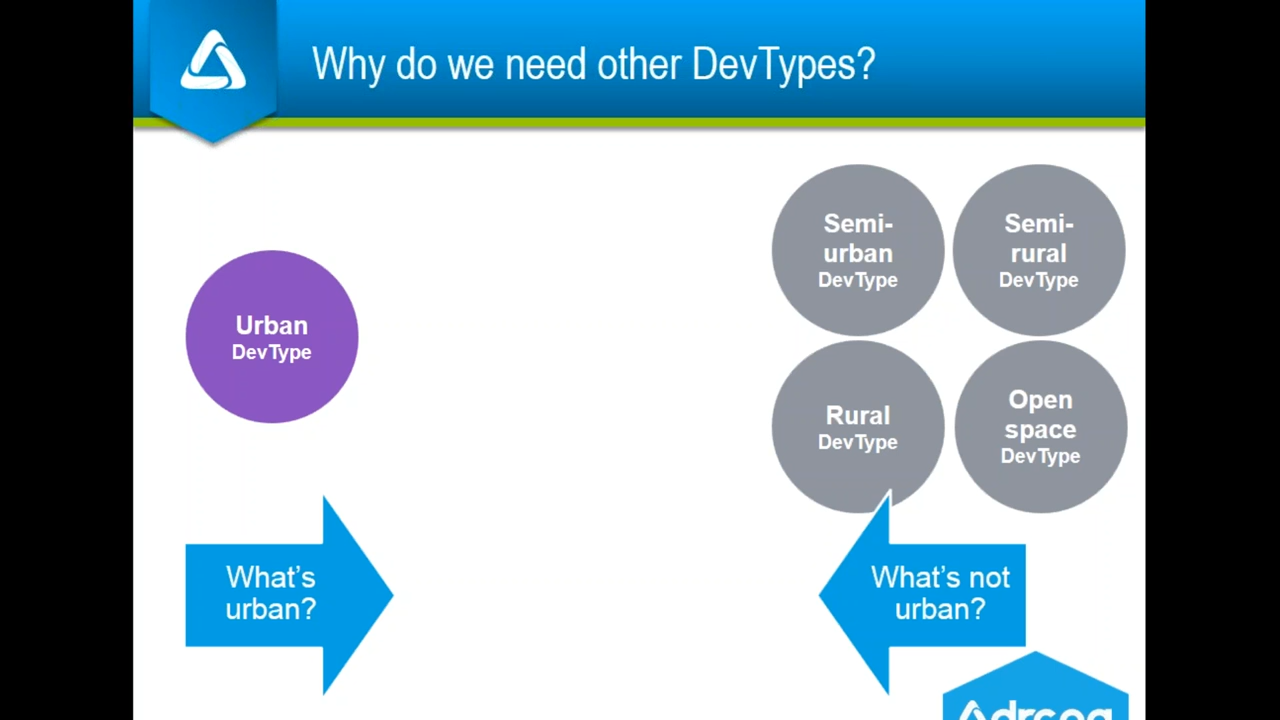 Why do we need other DevTypes?
Urban
DevType
Semi-
urban
DevType
Semi-
rural
DevType
Rural
DevType
Open
space
DevType
What's
urban?
What's not
urban?
drcog